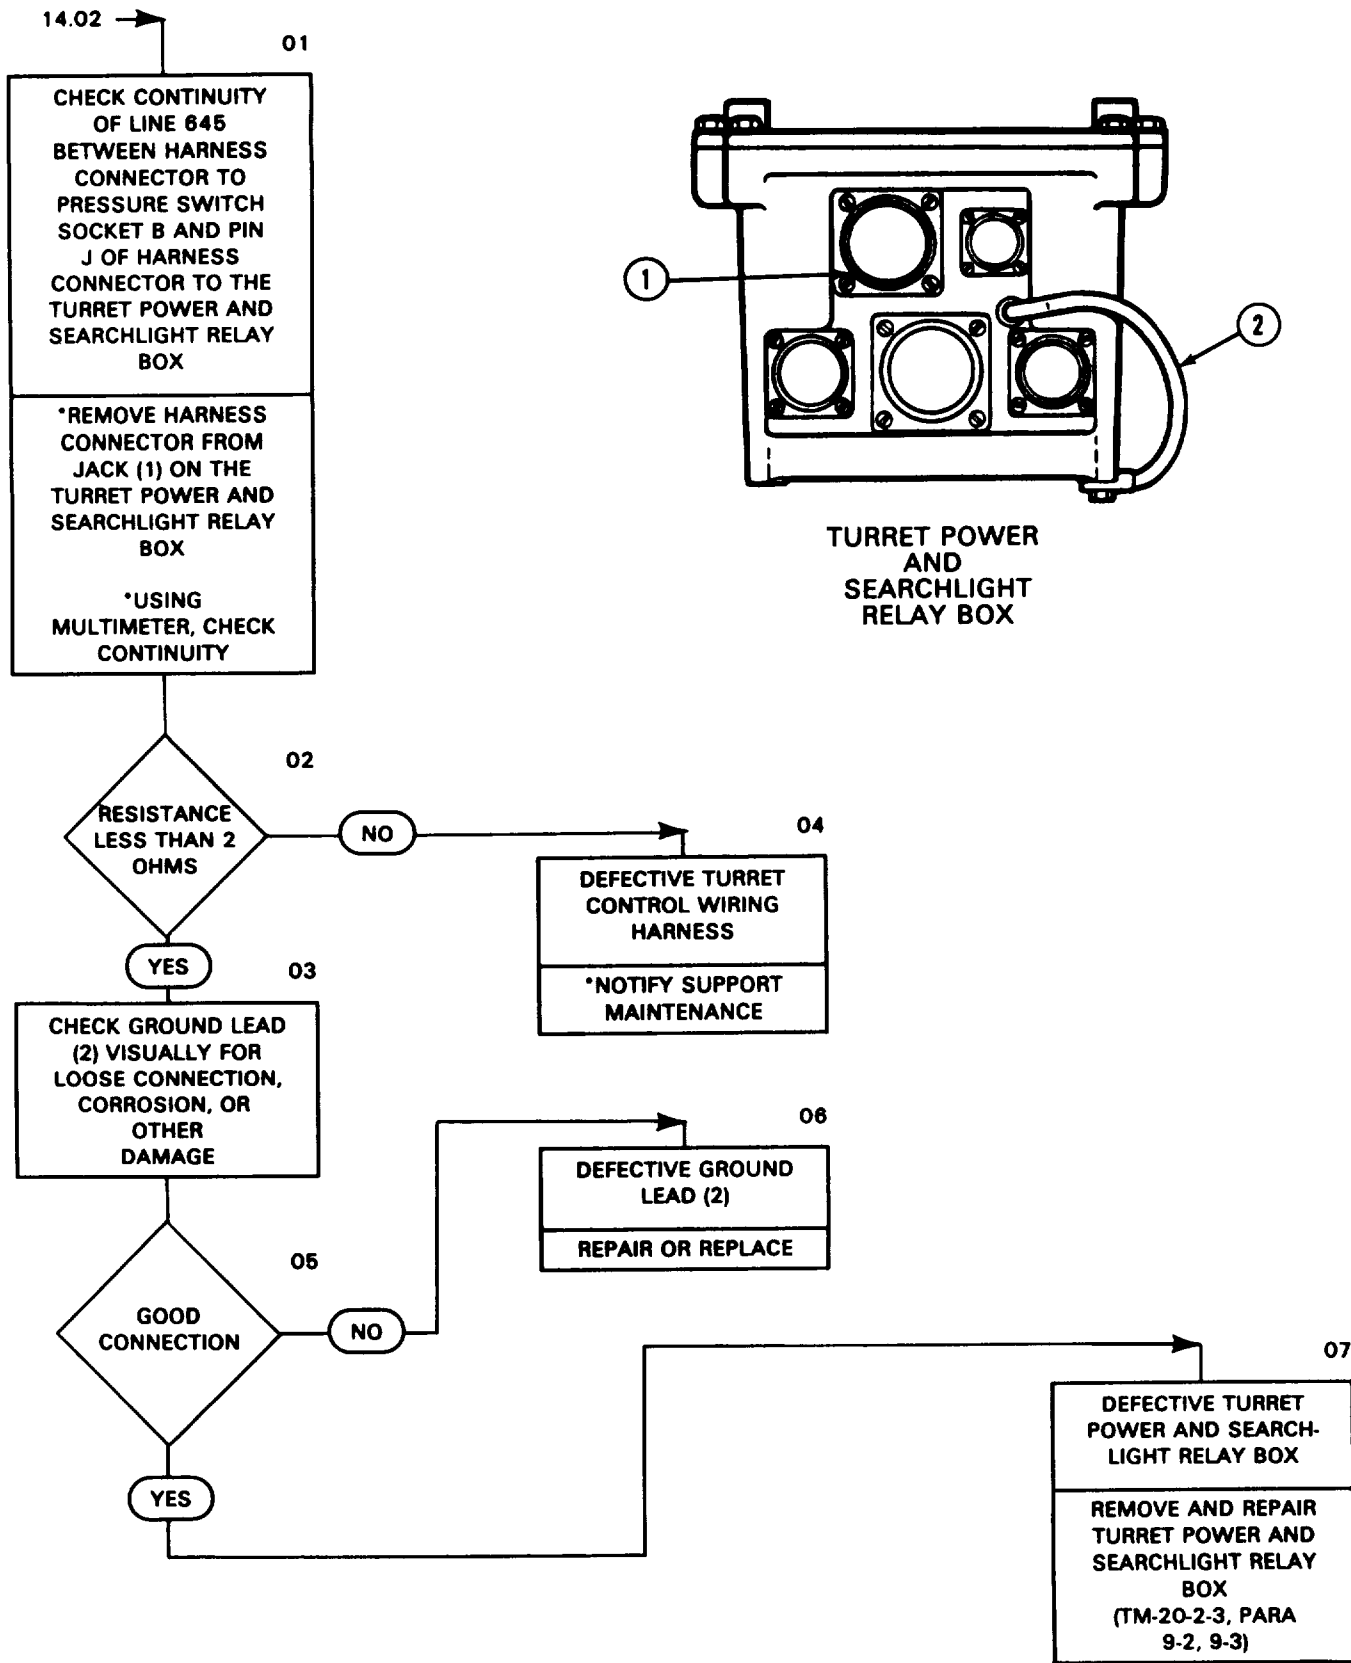 14.02
01
CHECK CONTINUITY
OF LINE 645
BETWEEN HARNESS
CONNECTOR TO
PRESSURE SWITCH
SOCKET B AND PIN
J OF HARNESS
CONNECTOR TO THE
TURRET POWER AND
SEARCHLIGHT RELAY
BOX
*REMOVE HARNESS
CONNECTOR FROM
JACK (1) ON THE
TURRET POWER AND
SEARCHLIGHT RELAY
BOX
*USING
MULTIMETER, CHECK
CONTINUITY
1
2
TURRET POWER
AND
SEARCHLIGHT
RELAY BOX
02
RESISTANCE
LESS THAN 2
OHMS
NO
04
DEFECTIVE TURRET
CONTROL WIRING
HARNESS
*NOTIFY SUPPORT
MAINTENANCE
YES
03
CHECK GROUND LEAD
(2) VISUALLY FOR
LOOSE CONNECTION,
CORROSION, OR
OTHER
DAMAGE
06
DEFECTIVE GROUND
LEAD (2)
REPAIR OR REPLACE
05
GOOD
CONNECTION
NO
YES
07
DEFECTIVE TURRET
POWER AND SEARCH-
LIGHT RELAY BOX
REMOVE AND REPAIR
TURRET POWER AND
SEARCHLIGHT RELAY
BOX
(TM-20-2-3, PARA
9-2, 9-3)